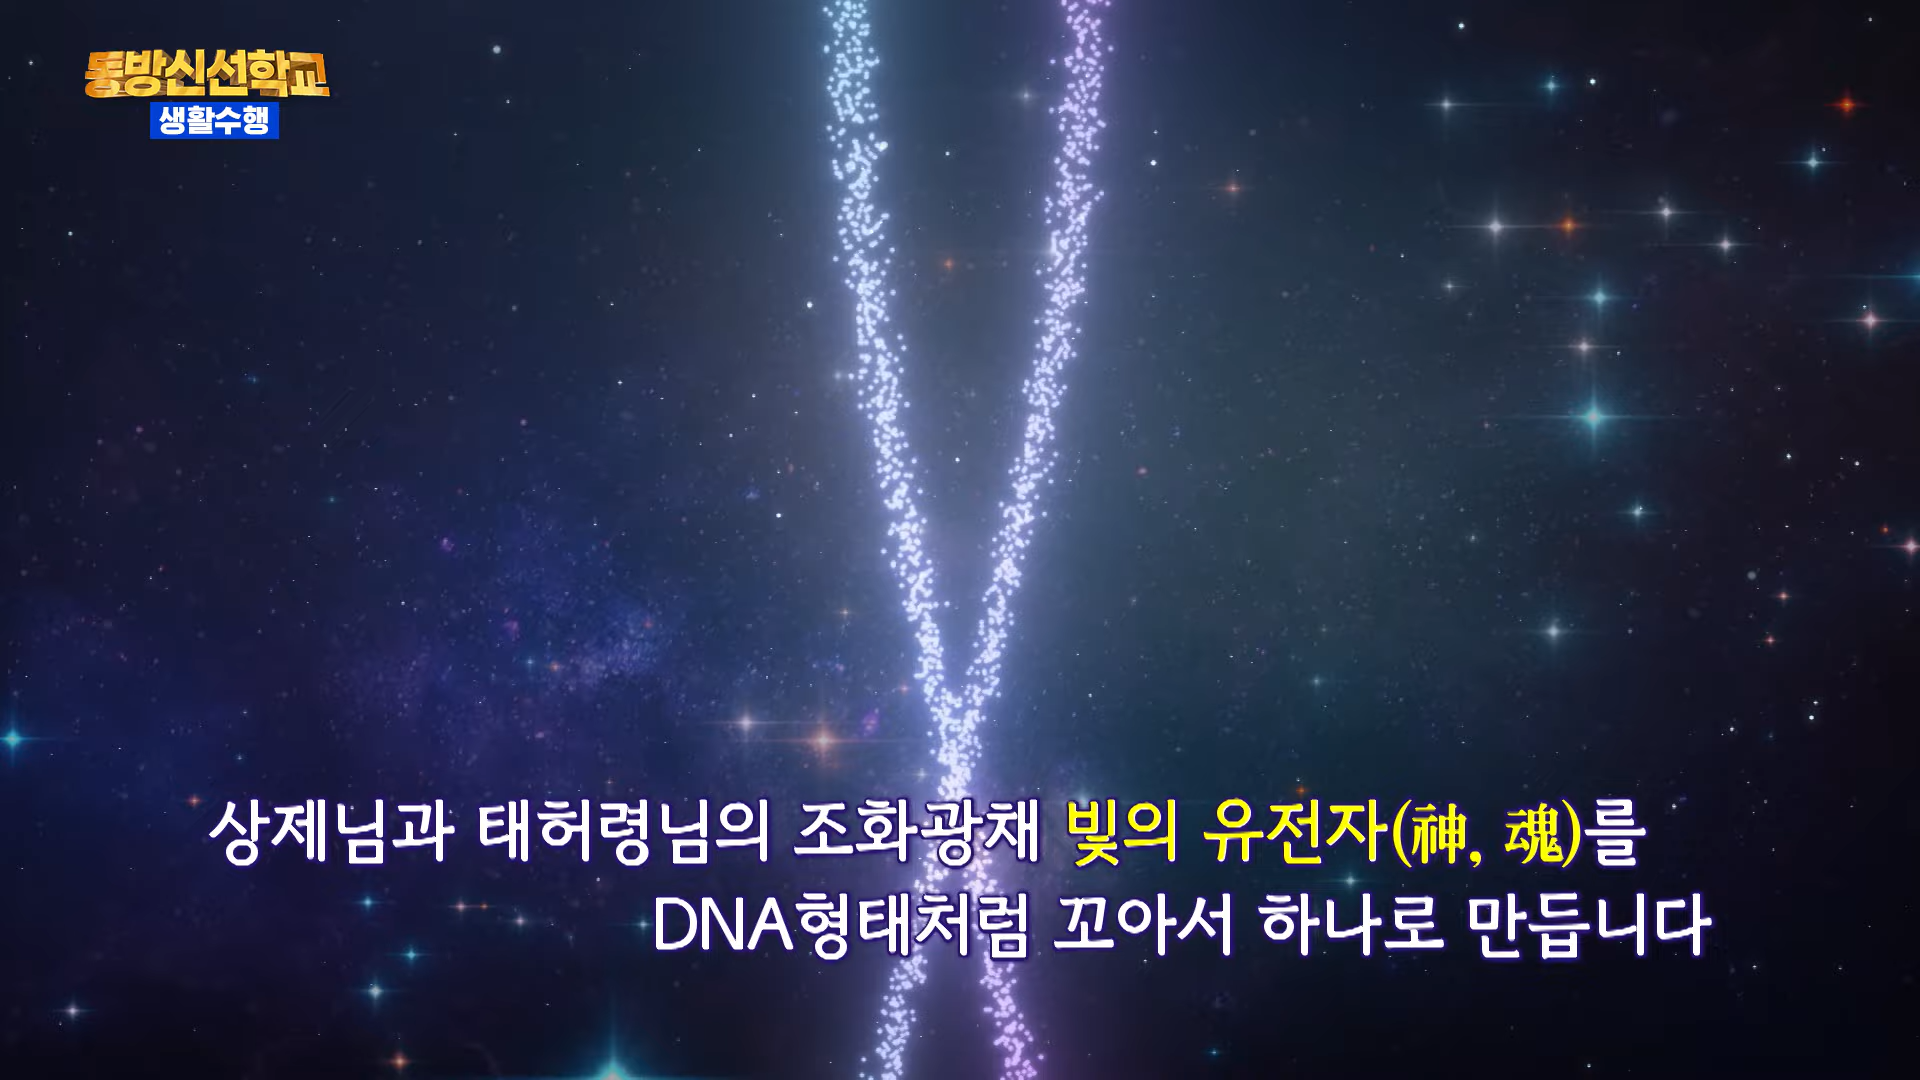 동방신선학교
생활수행
상제님과 태허령님의 조화광채 빛의 유전자(神, 魂)를
DNA형태처럼 꼬아서 하나로 만듭니다